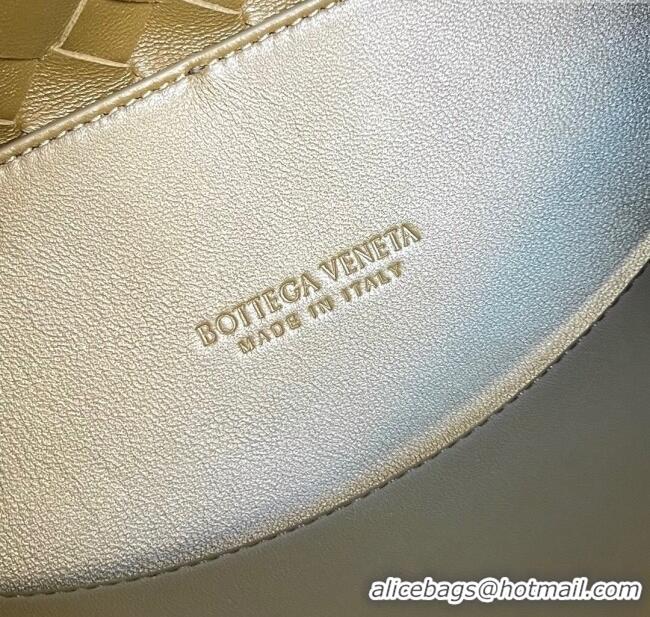 BOTTEGA VENETA
MADE IN ITALY
alicebags@hotmail.com